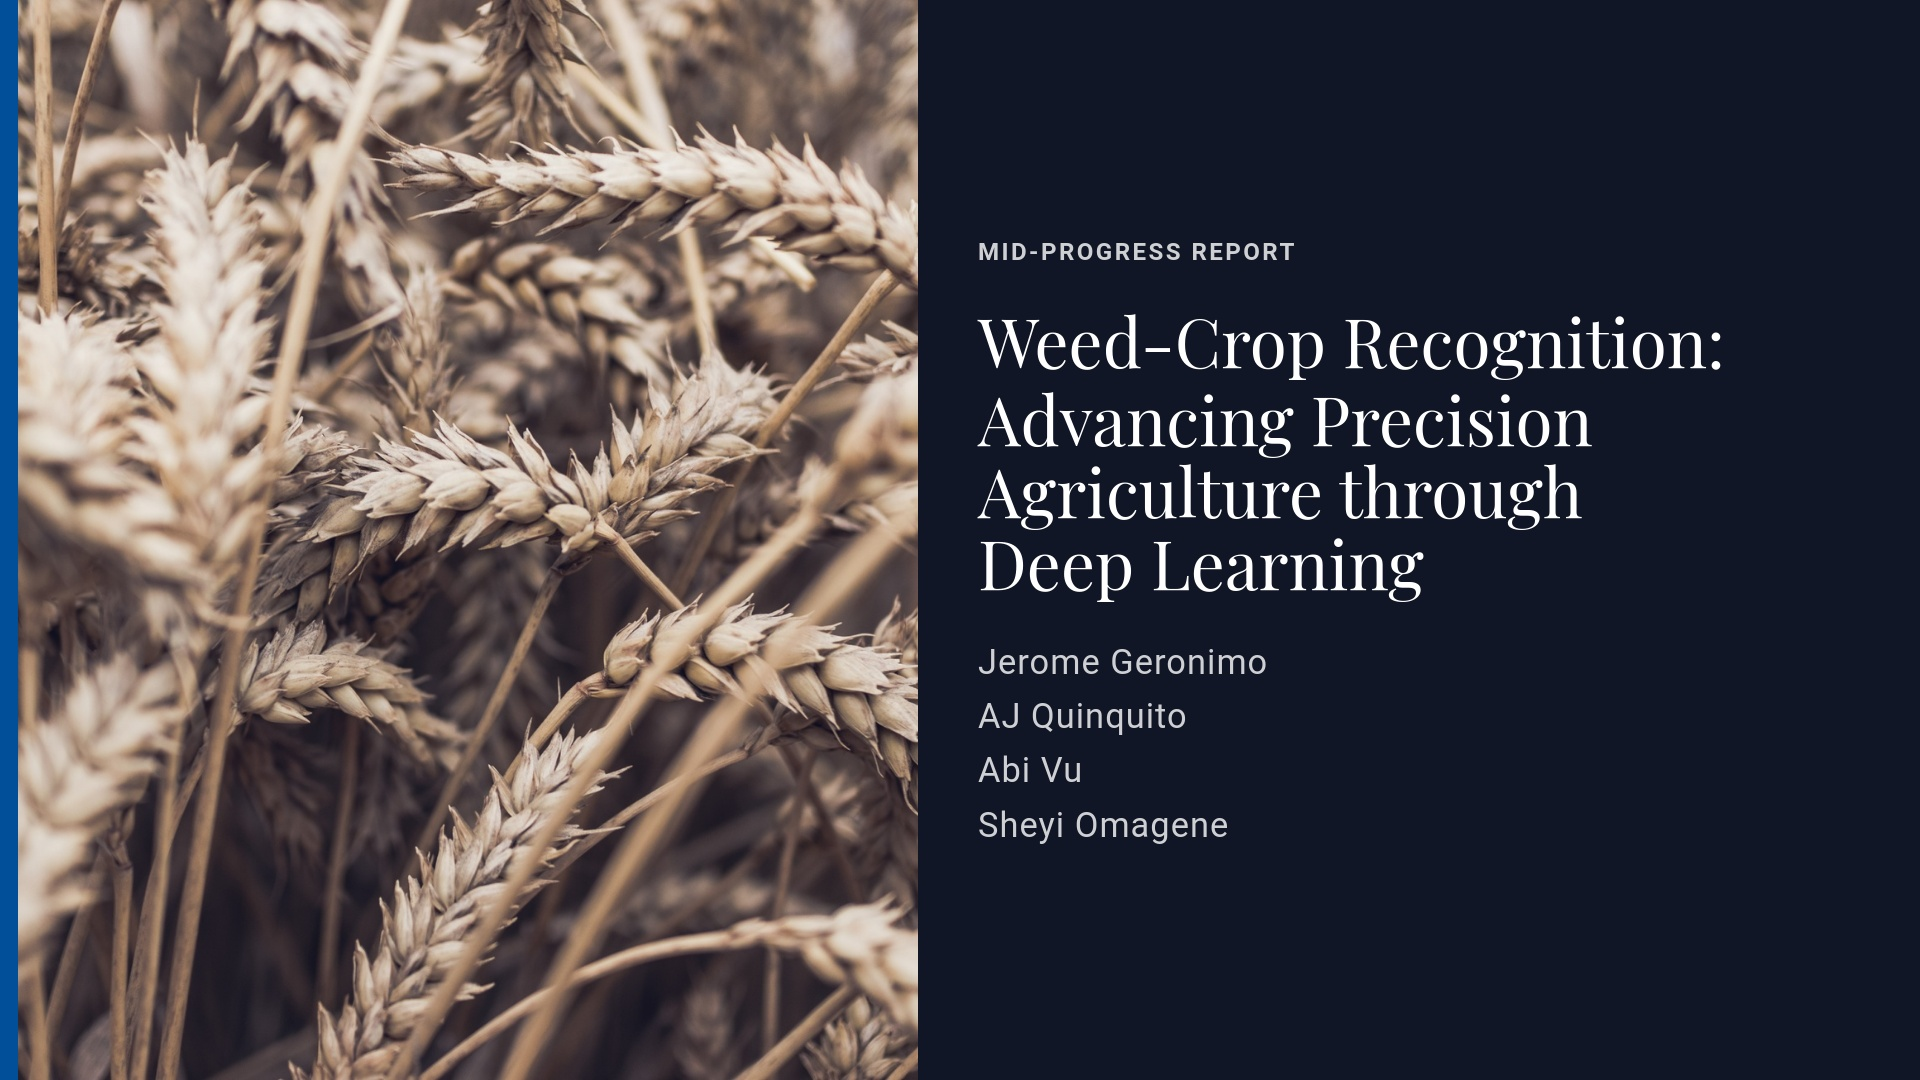 MID-PROGRESS REPORT
Weed-Crop Recognition:
Advancing Precision
Agriculture through
Deep Learning
Jerome Geronimo
AJ Quinquito
Abi Vu
Sheyi Omagene